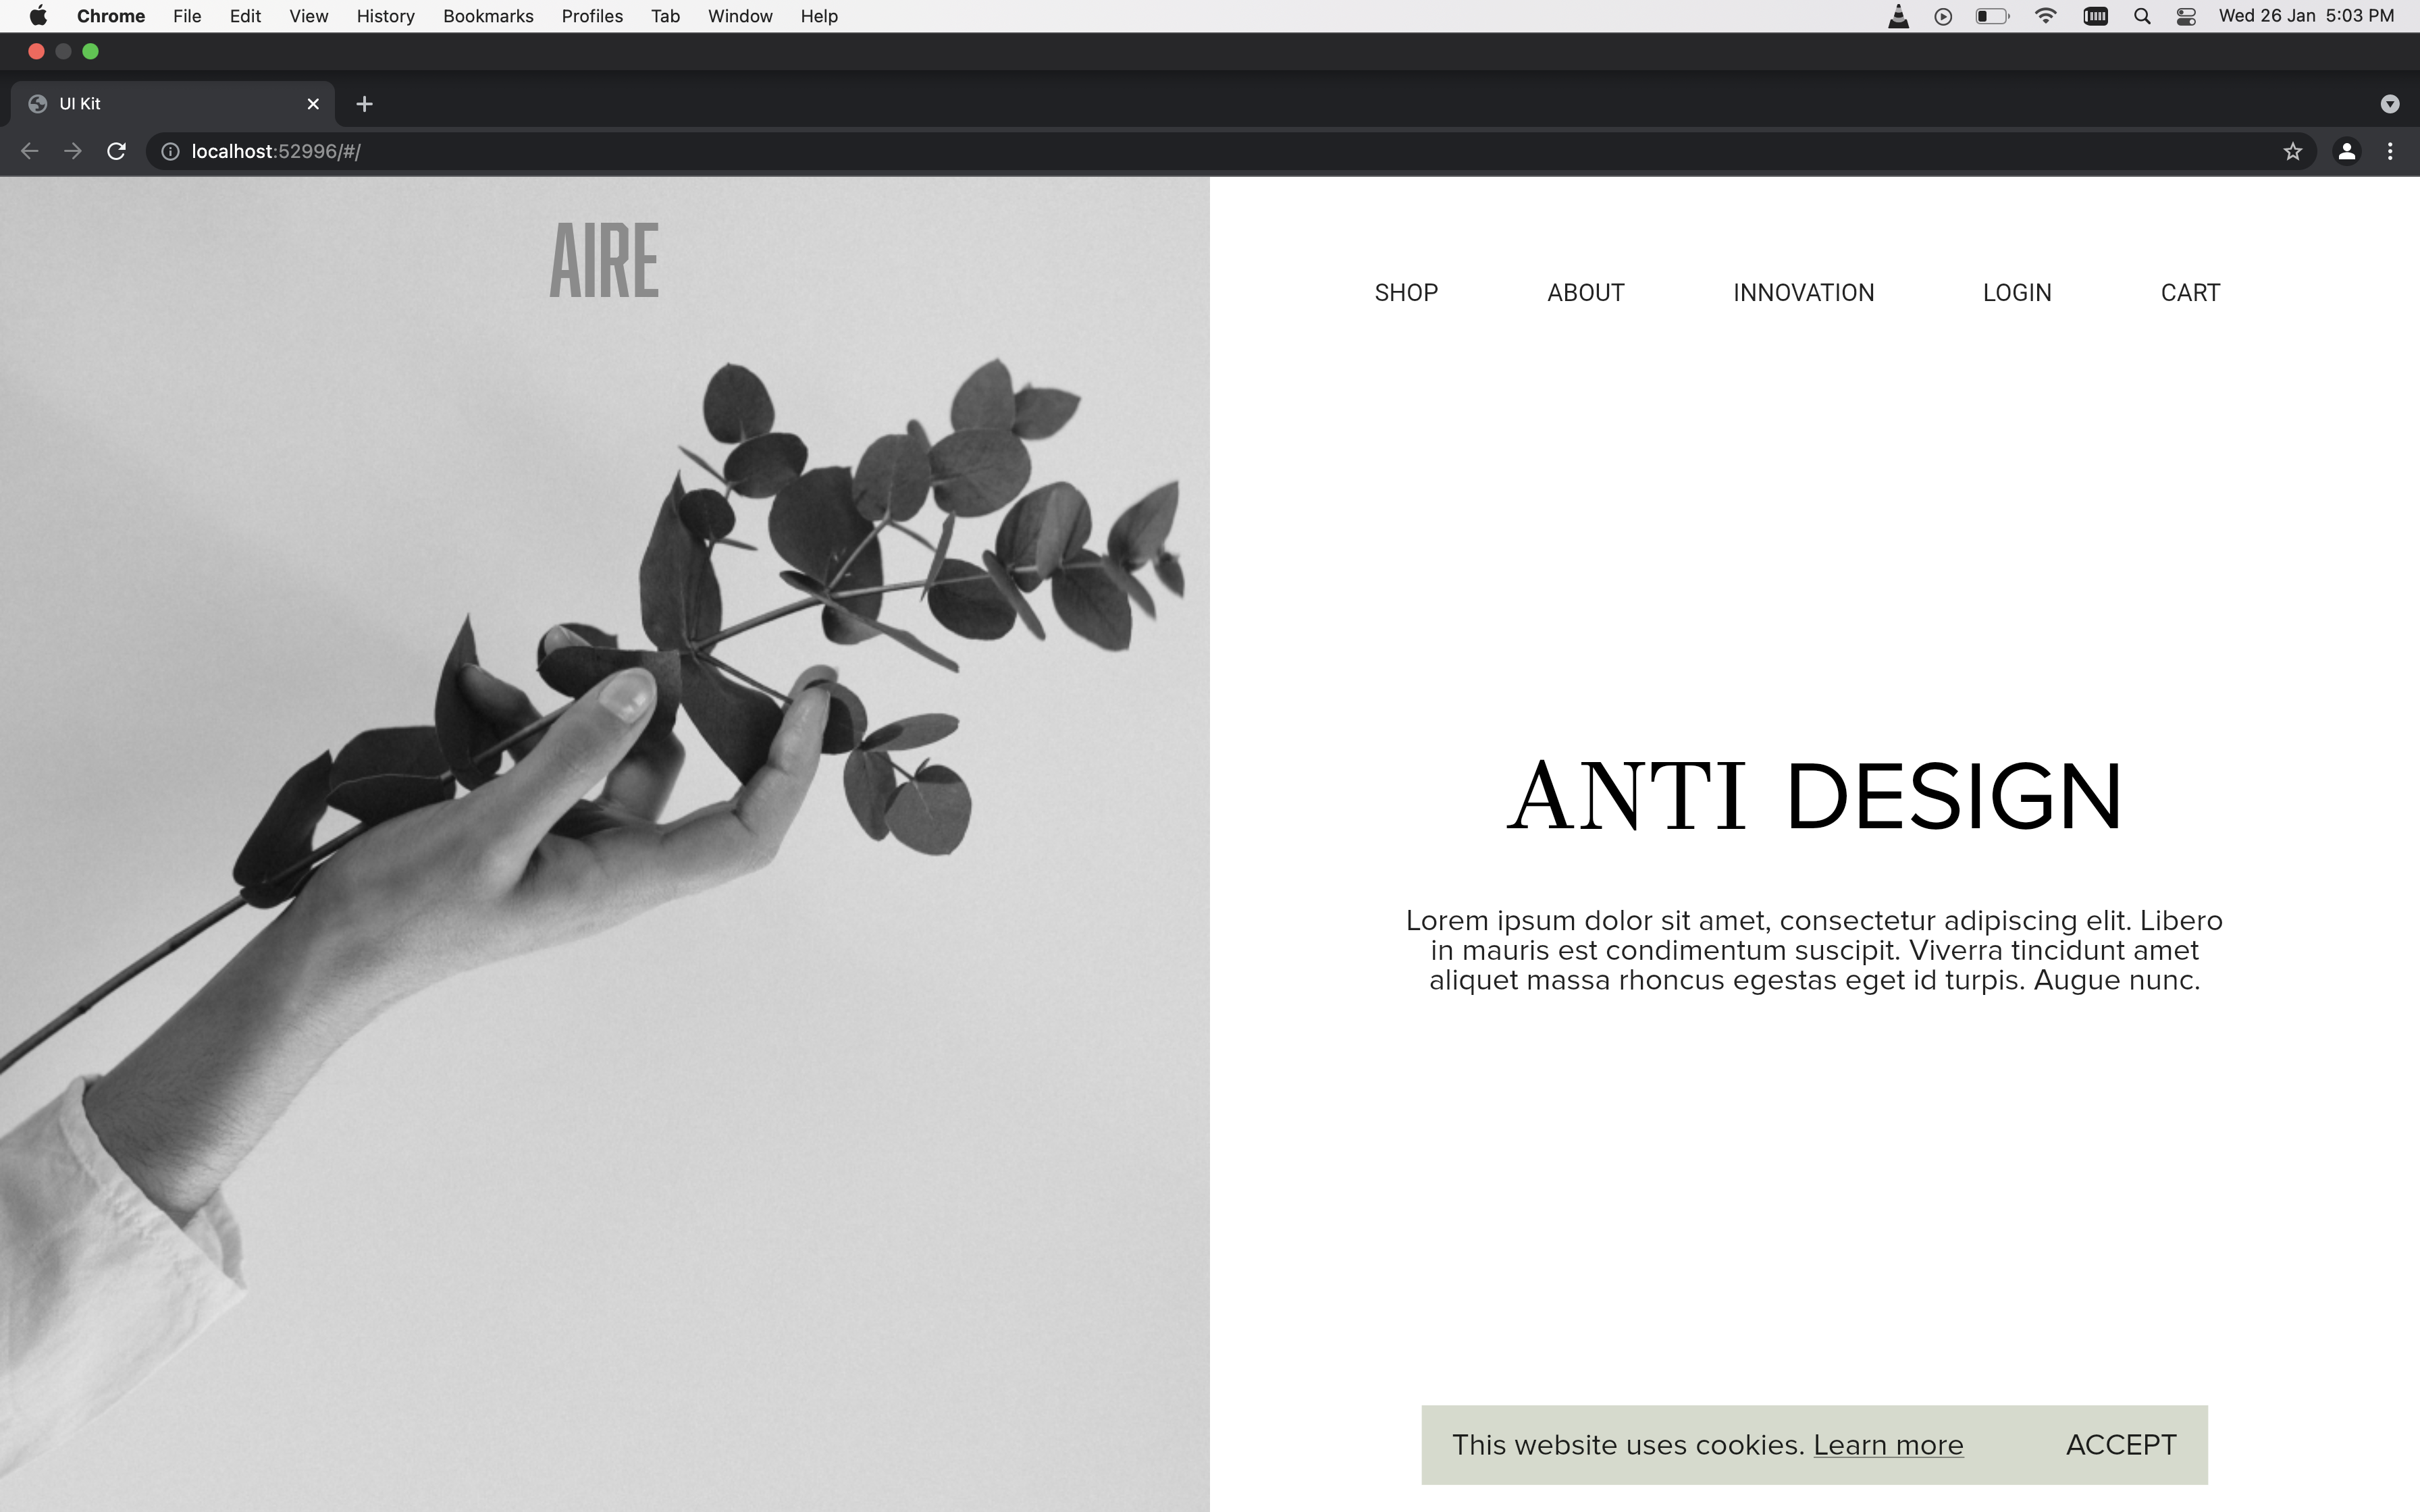 Chrome File Edit View History Bookmarks Profiles Tab Window Help Wed 26 Jan 5:03 PM
UI Kit
localhost:52996/#/
AIRE
SHOP ABOUT INNOVATION LOGIN CART
ANTI DESIGN
Lorem ipsum dolor sit amet, consectetur adipiscing elit. Libero
in mauris est condimentum suscipit. Viverra tincidunt amet
aliquet massa rhoncus egestas eget id turpis. Augue nunc.
This website uses cookies. Learn more ACCEPT